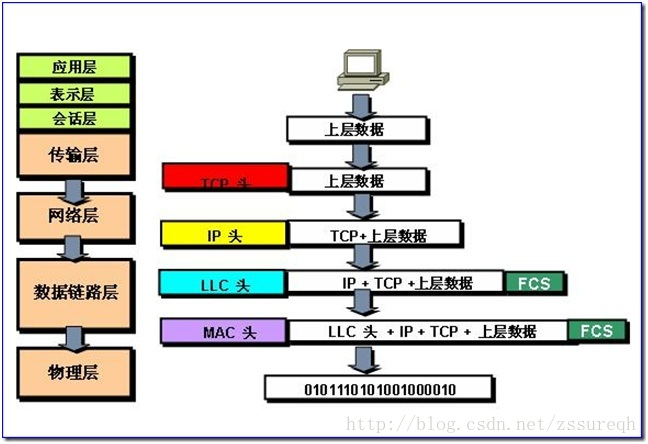 应用层
表示层
会话层
传输层
网络层
数据链路层
物理层
上层数据
TCP 头 上层数据
IP 头 TCP+上层数据
LLC 头 IP + TCP +上层数据 FCS
MAC 头 LLC 头 + IP + TCP + 上层数据 FCS
0101110101001000010
http://blog.csdn.net/zssureqh